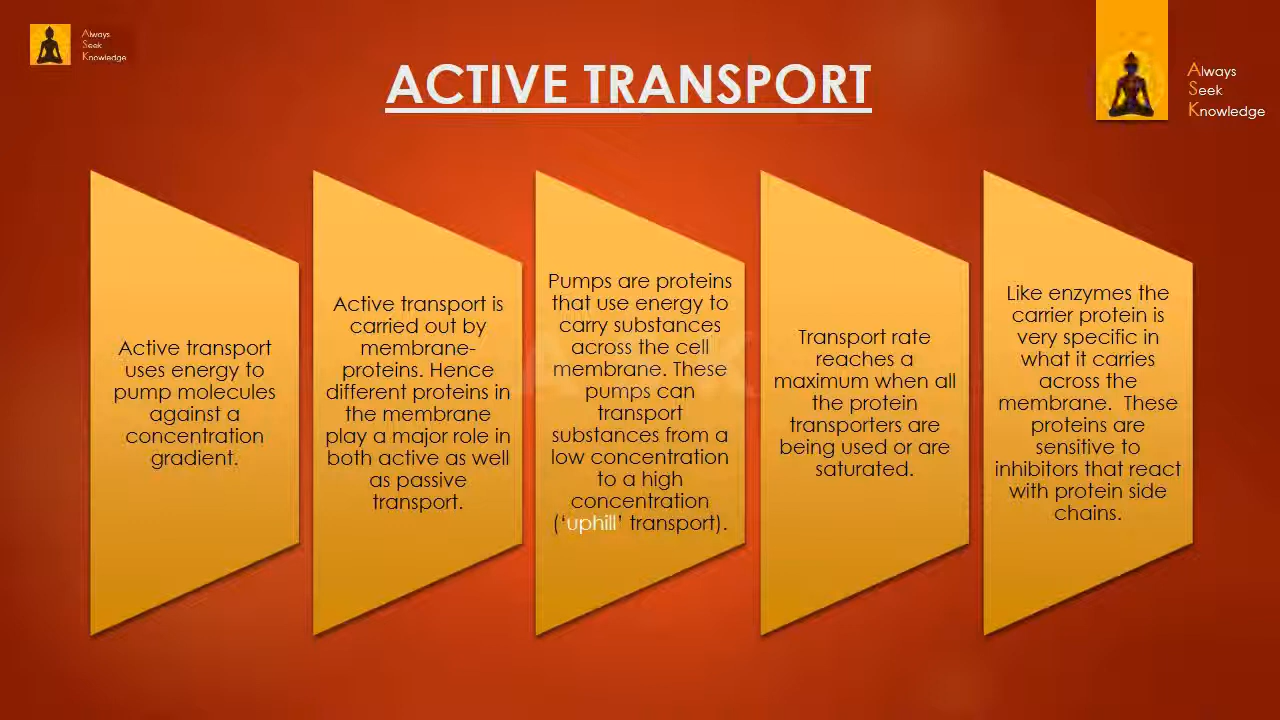 Always
Seek
Knowledge
ACTIVE TRANSPORT
Always
Seek
Knowledge
Active transport
uses energy to
pump molecules
against a
concentration
gradient.
Active transport is
carried out by
membrane-
proteins. Hence
different proteins in
the membrane
play a major role in
both active as well
as passive
transport.
Pumps are proteins
that use energy to
carry substances
across the cell
membrane. These
pumps can
transport
substances from a
low concentration
to a high
concentration
(‘uphill’ transport).
Transport rate
reaches a
maximum when all
the protein
transporters are
being used or are
saturated.
Like enzymes the
carrier protein is
very specific in
what it carries
across the
membrane.  These
proteins are
sensitive to
inhibitors that react
with protein side
chains.